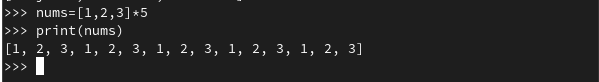 >>> nums=[1,2,3]*5
>>> print(nums)
[1, 2, 3, 1, 2, 3, 1, 2, 3, 1, 2, 3, 1, 2, 3]
>>>